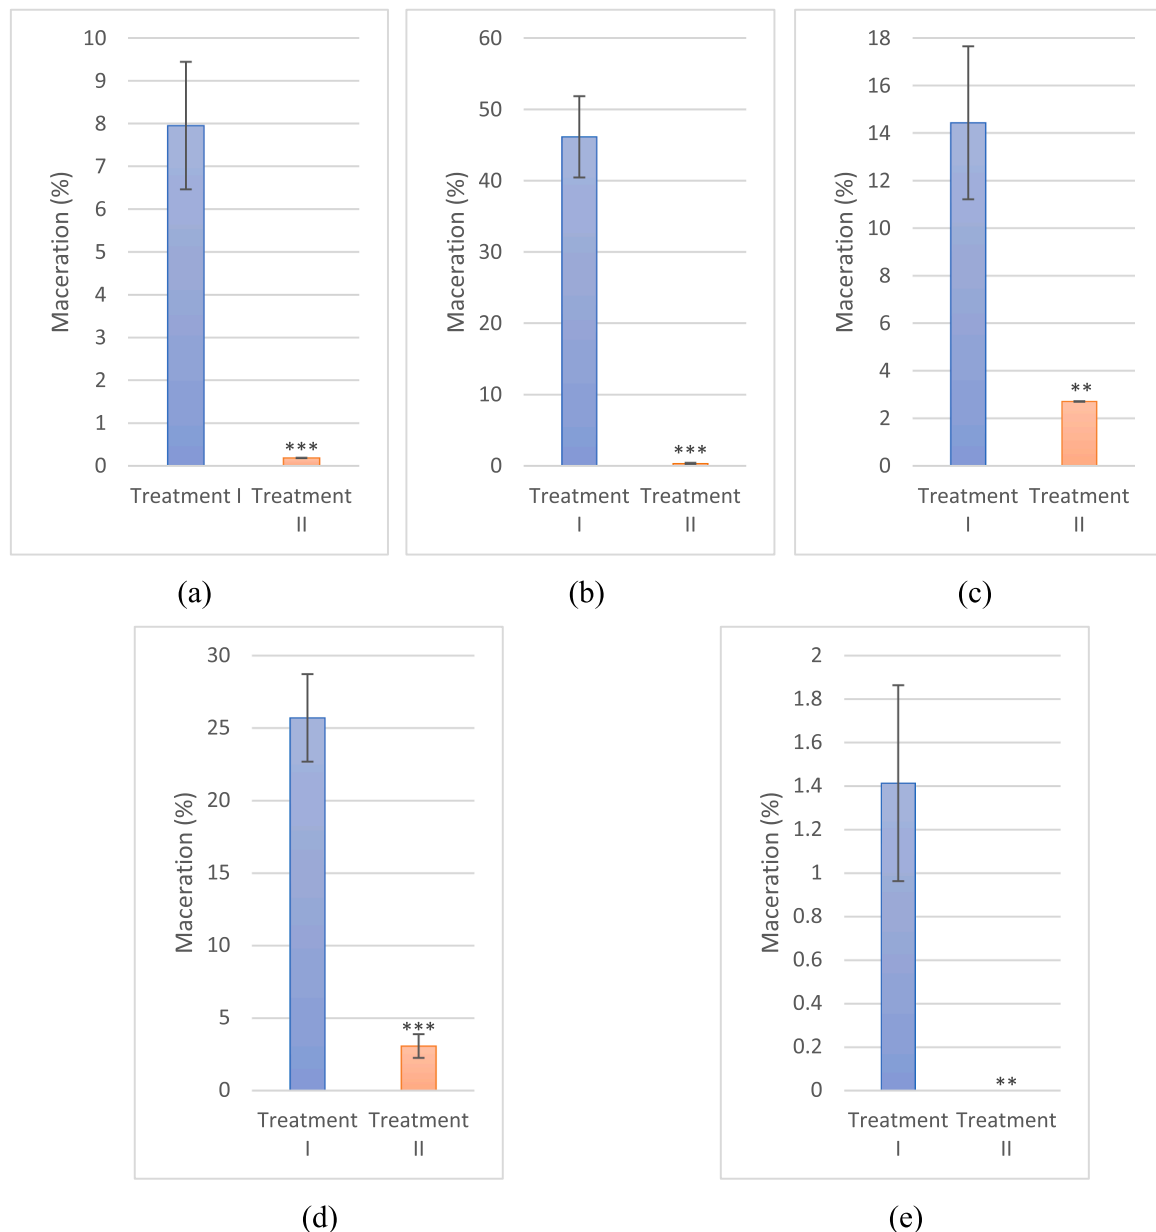 10
9
8
7
6
5
4
3
2
1
0
Maceration (%)
***
Treatment I Treatment
II
(a)
60
50
40
30
20
10
0
Maceration (%)
***
Treatment Treatment
I II
(b)
18
16
14
12
10
8
6
4
2
0
Maceration (%)
**
Treatment Treatment
I II
(c)
30
25
20
15
10
5
0
Maceration (%)
***
Treatment Treatment
I II
(d)
2
1.8
1.6
1.4
1.2
1
0.8
0.6
0.4
0.2
0
Maceration (%)
**
Treatment Treatment
I II
(e)